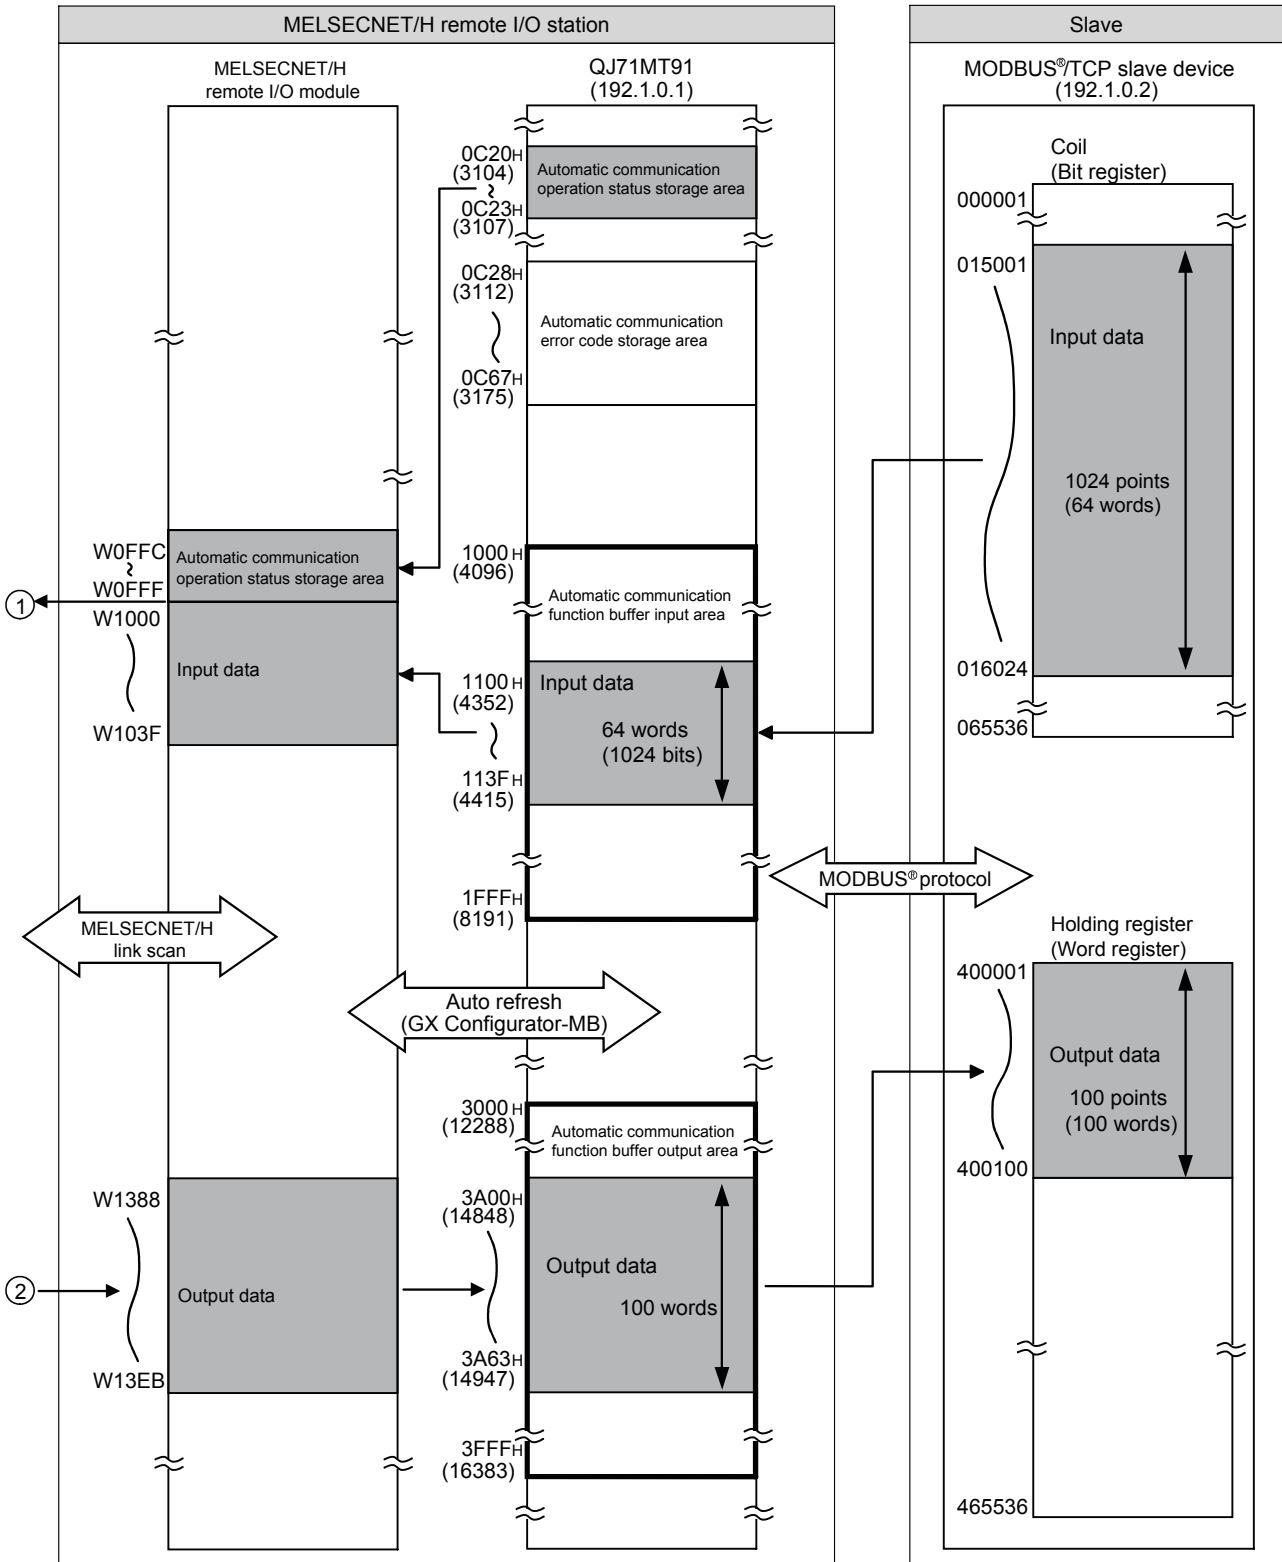 MELSECNET/H remote I/O station
Slave
MELSECNET/H
remote I/O module
QJ71MT91
(192.1.0.1)
MODBUS®/TCP slave device
(192.1.0.2)
0C20H
(3104)
0C23H
(3107)
Automatic communication
operation status storage area
0C28H
(3112)
0C67H
(3175)
Automatic communication
error code storage area
Coil
(Bit register)
000001
015001
Input data
1024 points
(64 words)
016024
065536
W0FFC
W0FFF
Automatic communication
operation status storage area
1
W1000
W103F
Input data
1000H
(4096)
Automatic communication
function buffer input area
1100H
(4352)
113FH
(4415)
Input data
64 words
(1024 bits)
1FFFH
(8191)
MODBUS® protocol
MELSECNET/H
link scan
Auto refresh
(GX Configurator-MB)
Holding register
(Word register)
400001
Output data
100 points
(100 words)
400100
465536
3000H
(12288)
Automatic communication
function buffer output area
W1388
W13EB
2
Output data
3A00H
(14848)
3A63H
(14947)
Output data
100 words
3FFFH
(16383)